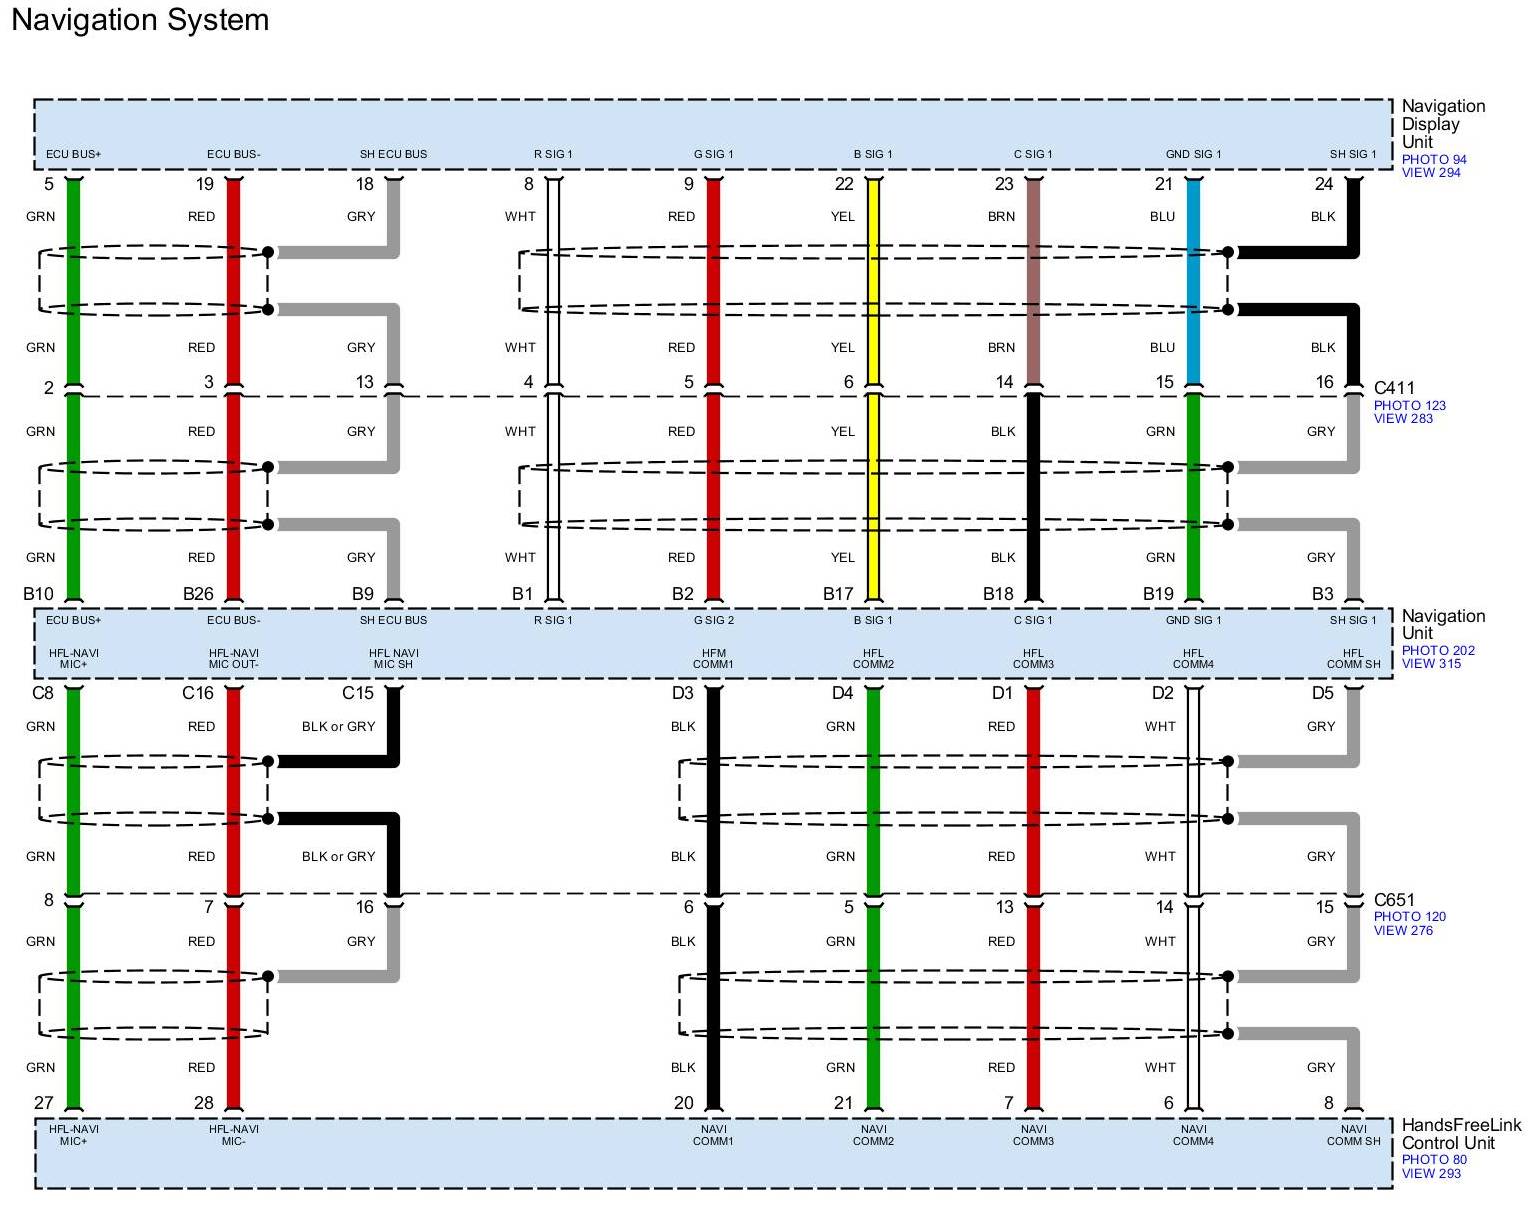 Navigation System
Navigation
Display
Unit
PHOTO 94
VIEW 294
ECU BUS+ ECU BUS- SH ECU BUS R SIG 1 G SIG 1 B SIG 1 C SIG 1 GND SIG 1 SH SIG 1
5 19 18 8 9 22 23 21 24
GRN RED GRY WHT RED YEL BRN BLU BLK
GRN RED GRY WHT RED YEL BRN BLU BLK
2 3 13 4 5 6 14 15 16
C411
PHOTO 123
VIEW 283
GRN RED GRY WHT RED YEL BLK GRN GRY
GRN RED GRY WHT RED YEL BLK GRN GRY
B10 B26 B9 B1 B2 B17 B18 B19 B3
ECU BUS+ ECU BUS- SH ECU BUS R SIG 1 G SIG 2 B SIG 1 C SIG 1 GND SIG 1 SH SIG 1
Navigation
Unit
PHOTO 202
VIEW 315
HFL-NAVI HFL-NAVI HFL NAVI HFM HFL HFL HFL HFL
MIC+ MIC OUT- MIC SH COMM1 COMM2 COMM3 COMM4 COMM SH
C8 C16 C15 D3 D4 D1 D2 D5
GRN RED BLK or GRY BLK GRN RED WHT GRY
GRN RED BLK or GRY BLK GRN RED WHT GRY
8 7 16 6 5 13 14 15
C651
PHOTO 120
VIEW 276
GRN RED GRY BLK GRN RED WHT GRY
GRN RED BLK GRN RED WHT GRY
27 28 20 21 7 6 8
HFL-NAVI HFL-NAVI NAVI NAVI NAVI NAVI NAVI
MIC+ MIC- COMM1 COMM2 COMM3 COMM4 COMM SH
HandsFreeLink
Control Unit
PHOTO 80
VIEW 293